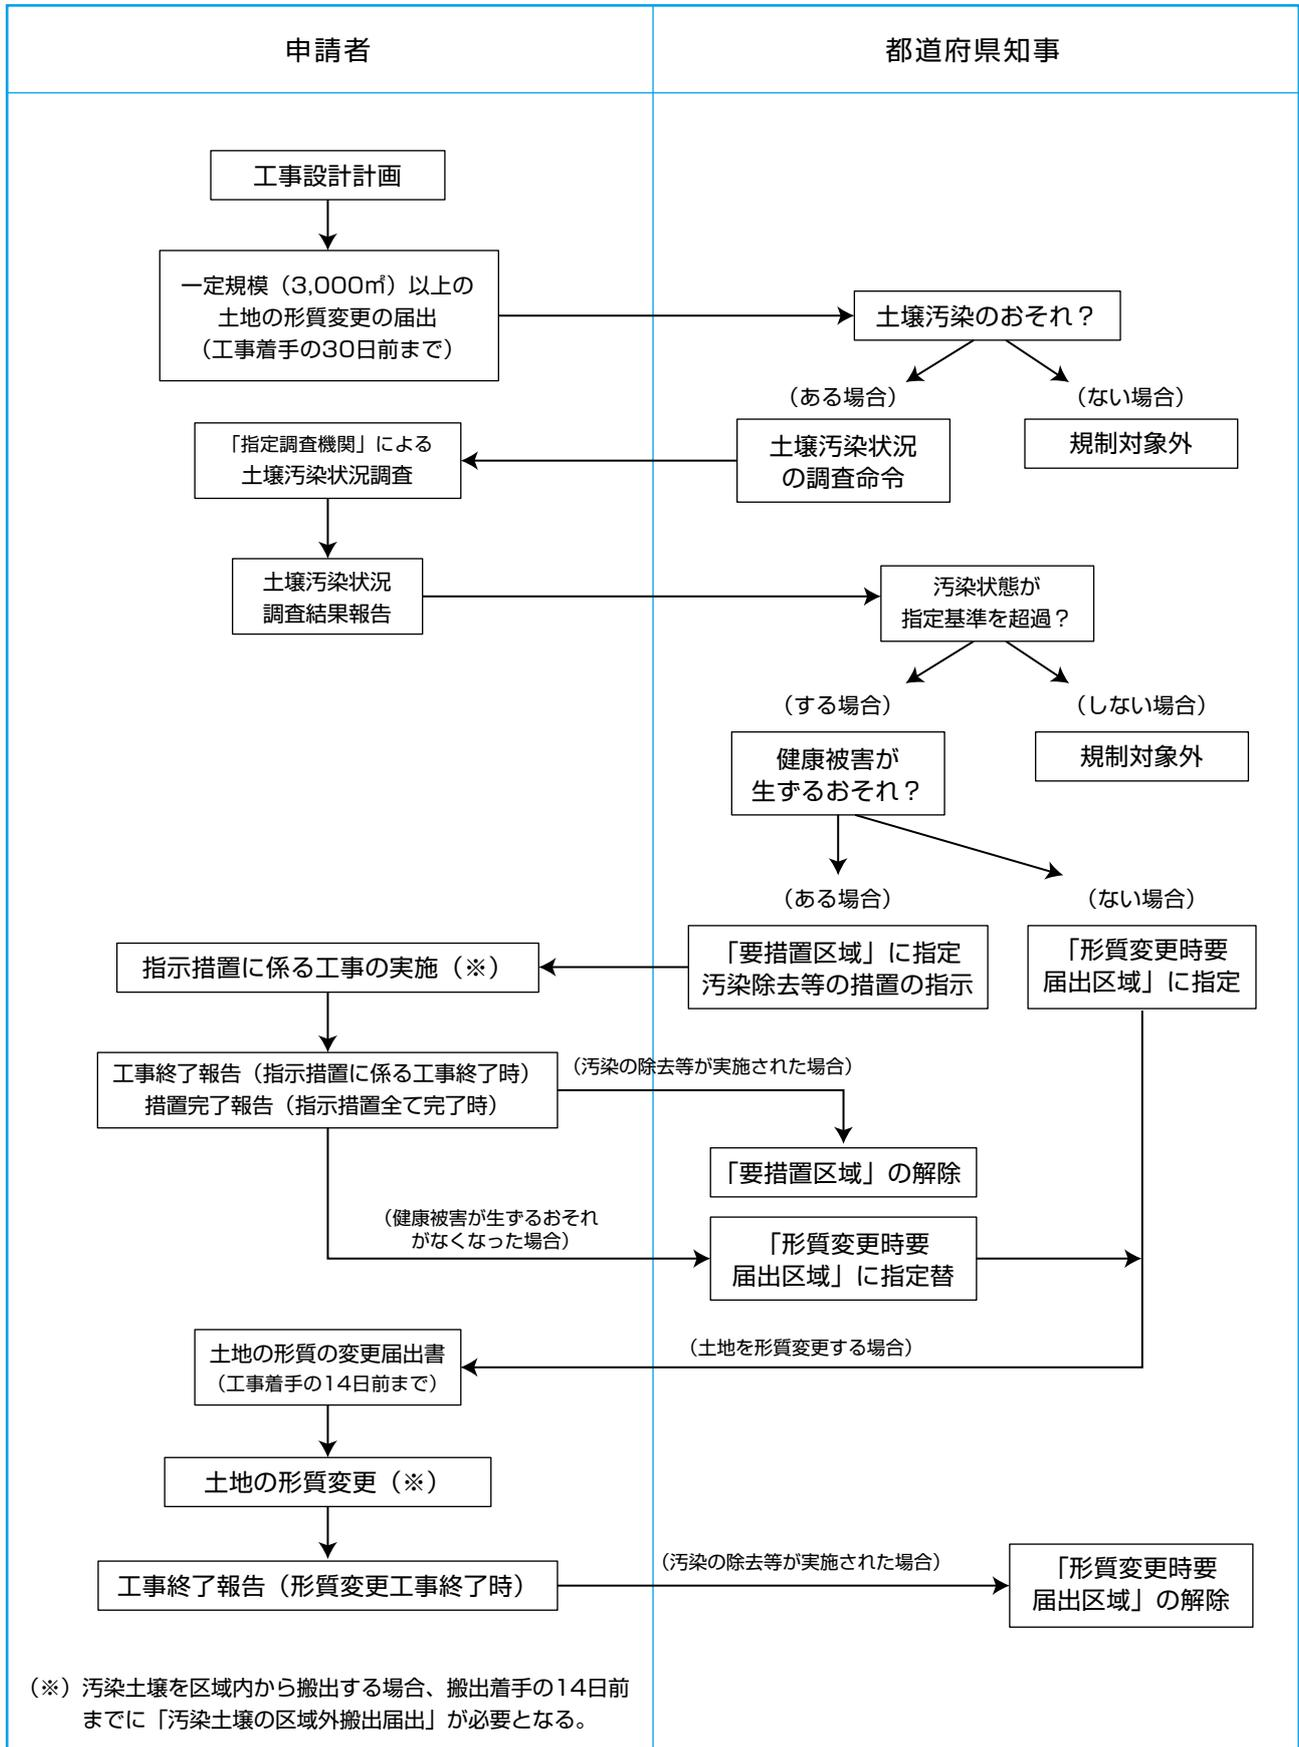 申請者
都道府県知事
工事設計計画
一定規模（3,000㎡）以上の
土地の形質変更の届出
（工事着手の30日前まで）
土壌汚染のおそれ？
（ある場合）
（ない場合）
土壌汚染状況
の調査命令
規制対象外
「指定調査機関」による
土壌汚染状況調査
土壌汚染状況
調査結果報告
汚染状態が
指定基準を超過？
（する場合）
（しない場合）
健康被害が
生ずるおそれ？
規制対象外
（ある場合）
（ない場合）
「要措置区域」に指定
汚染除去等の措置の指示
「形質変更時要
届出区域」に指定
指示措置に係る工事の実施（※）
工事終了報告（指示措置に係る工事終了時）
措置完了報告（指示措置全て完了時）
（汚染の除去等が実施された場合）
「要措置区域」の解除
（健康被害が生ずるおそれ
がなくなった場合）
「形質変更時要
届出区域」に指定替
（土地を形質変更する場合）
土地の形質の変更届出書
（工事着手の14日前まで）
土地の形質変更（※）
工事終了報告（形質変更工事終了時）
（汚染の除去等が実施された場合）
「形質変更時要
届出区域」の解除
（※）汚染土壌を区域内から搬出する場合、搬出着手の14日前
までに「汚染土壌の区域外搬出届出」が必要となる。